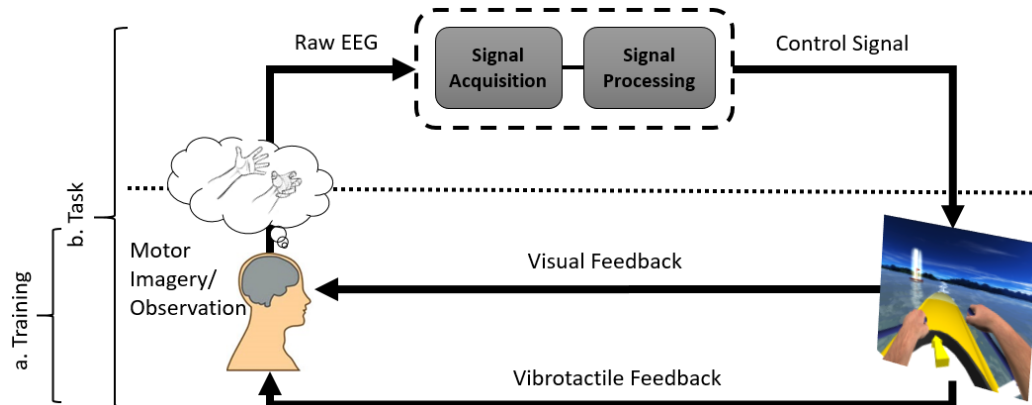 Raw EEG
Signal
Acquisition
Signal
Processing
Control Signal
b. Task
a. Training
Motor
Imagery/
Observation
Visual Feedback
Vibrotactile Feedback